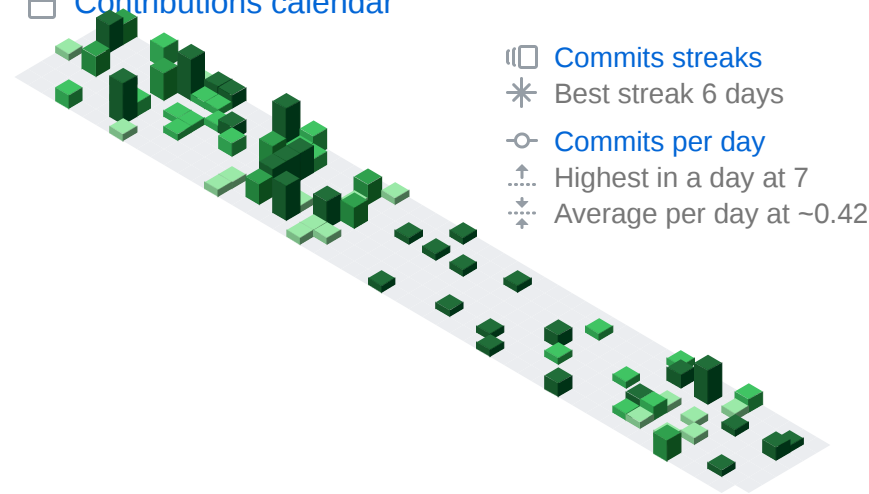 Contributions calendar
Commits streaks
Best streak 6 days
Commits per day
Highest in a day at 7
Average per day at ~0.42